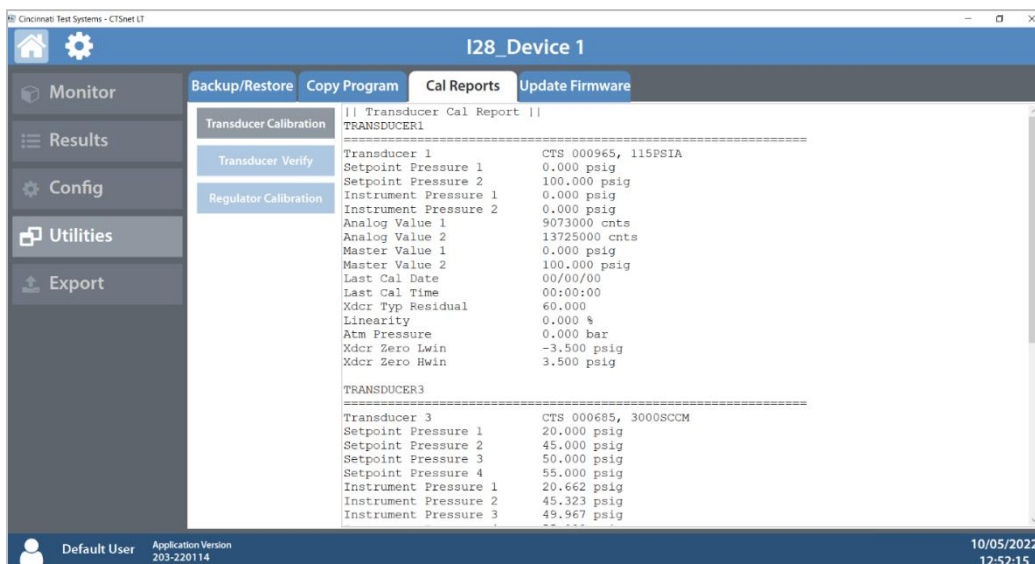 Cincinnati Test Systems - CTSnet LT
I28_Device 1
Monitor
Results
Config
Utilities
Export
Backup/Restore Copy Program Cal Reports Update Firmware
Transducer Calibration
Transducer Verify
Regulator Calibration
|| Transducer Cal Report ||
TRANSDUCER1
==================================================================
Transducer 1 CTS 000965, 115PSIA
Setpoint Pressure 1 0.000 psig
Setpoint Pressure 2 100.000 psig
Instrument Pressure 1 0.000 psig
Instrument Pressure 2 0.000 psig
Analog Value 1 9073000 cnts
Analog Value 2 13725000 cnts
Master Value 1 0.000 psig
Master Value 2 100.000 psig
Last Cal Date 00/00/00
Last Cal Time 00:00:00
Xdcr Typ Residual 60.000
Linearity 0.000 %
Atm Pressure 0.000 bar
Xdcr Zero Lwin -3.500 psig
Xdcr Zero Hwin 3.500 psig
TRANSDUCER3
==================================================================
Transducer 3 CTS 000685, 3000SCCM
Setpoint Pressure 1 20.000 psig
Setpoint Pressure 2 45.000 psig
Setpoint Pressure 3 50.000 psig
Setpoint Pressure 4 55.000 psig
Instrument Pressure 1 20.662 psig
Instrument Pressure 2 45.323 psig
Instrument Pressure 3 49.967 psig
Default User
Application Version
203-220114
10/05/2022
12:52:15